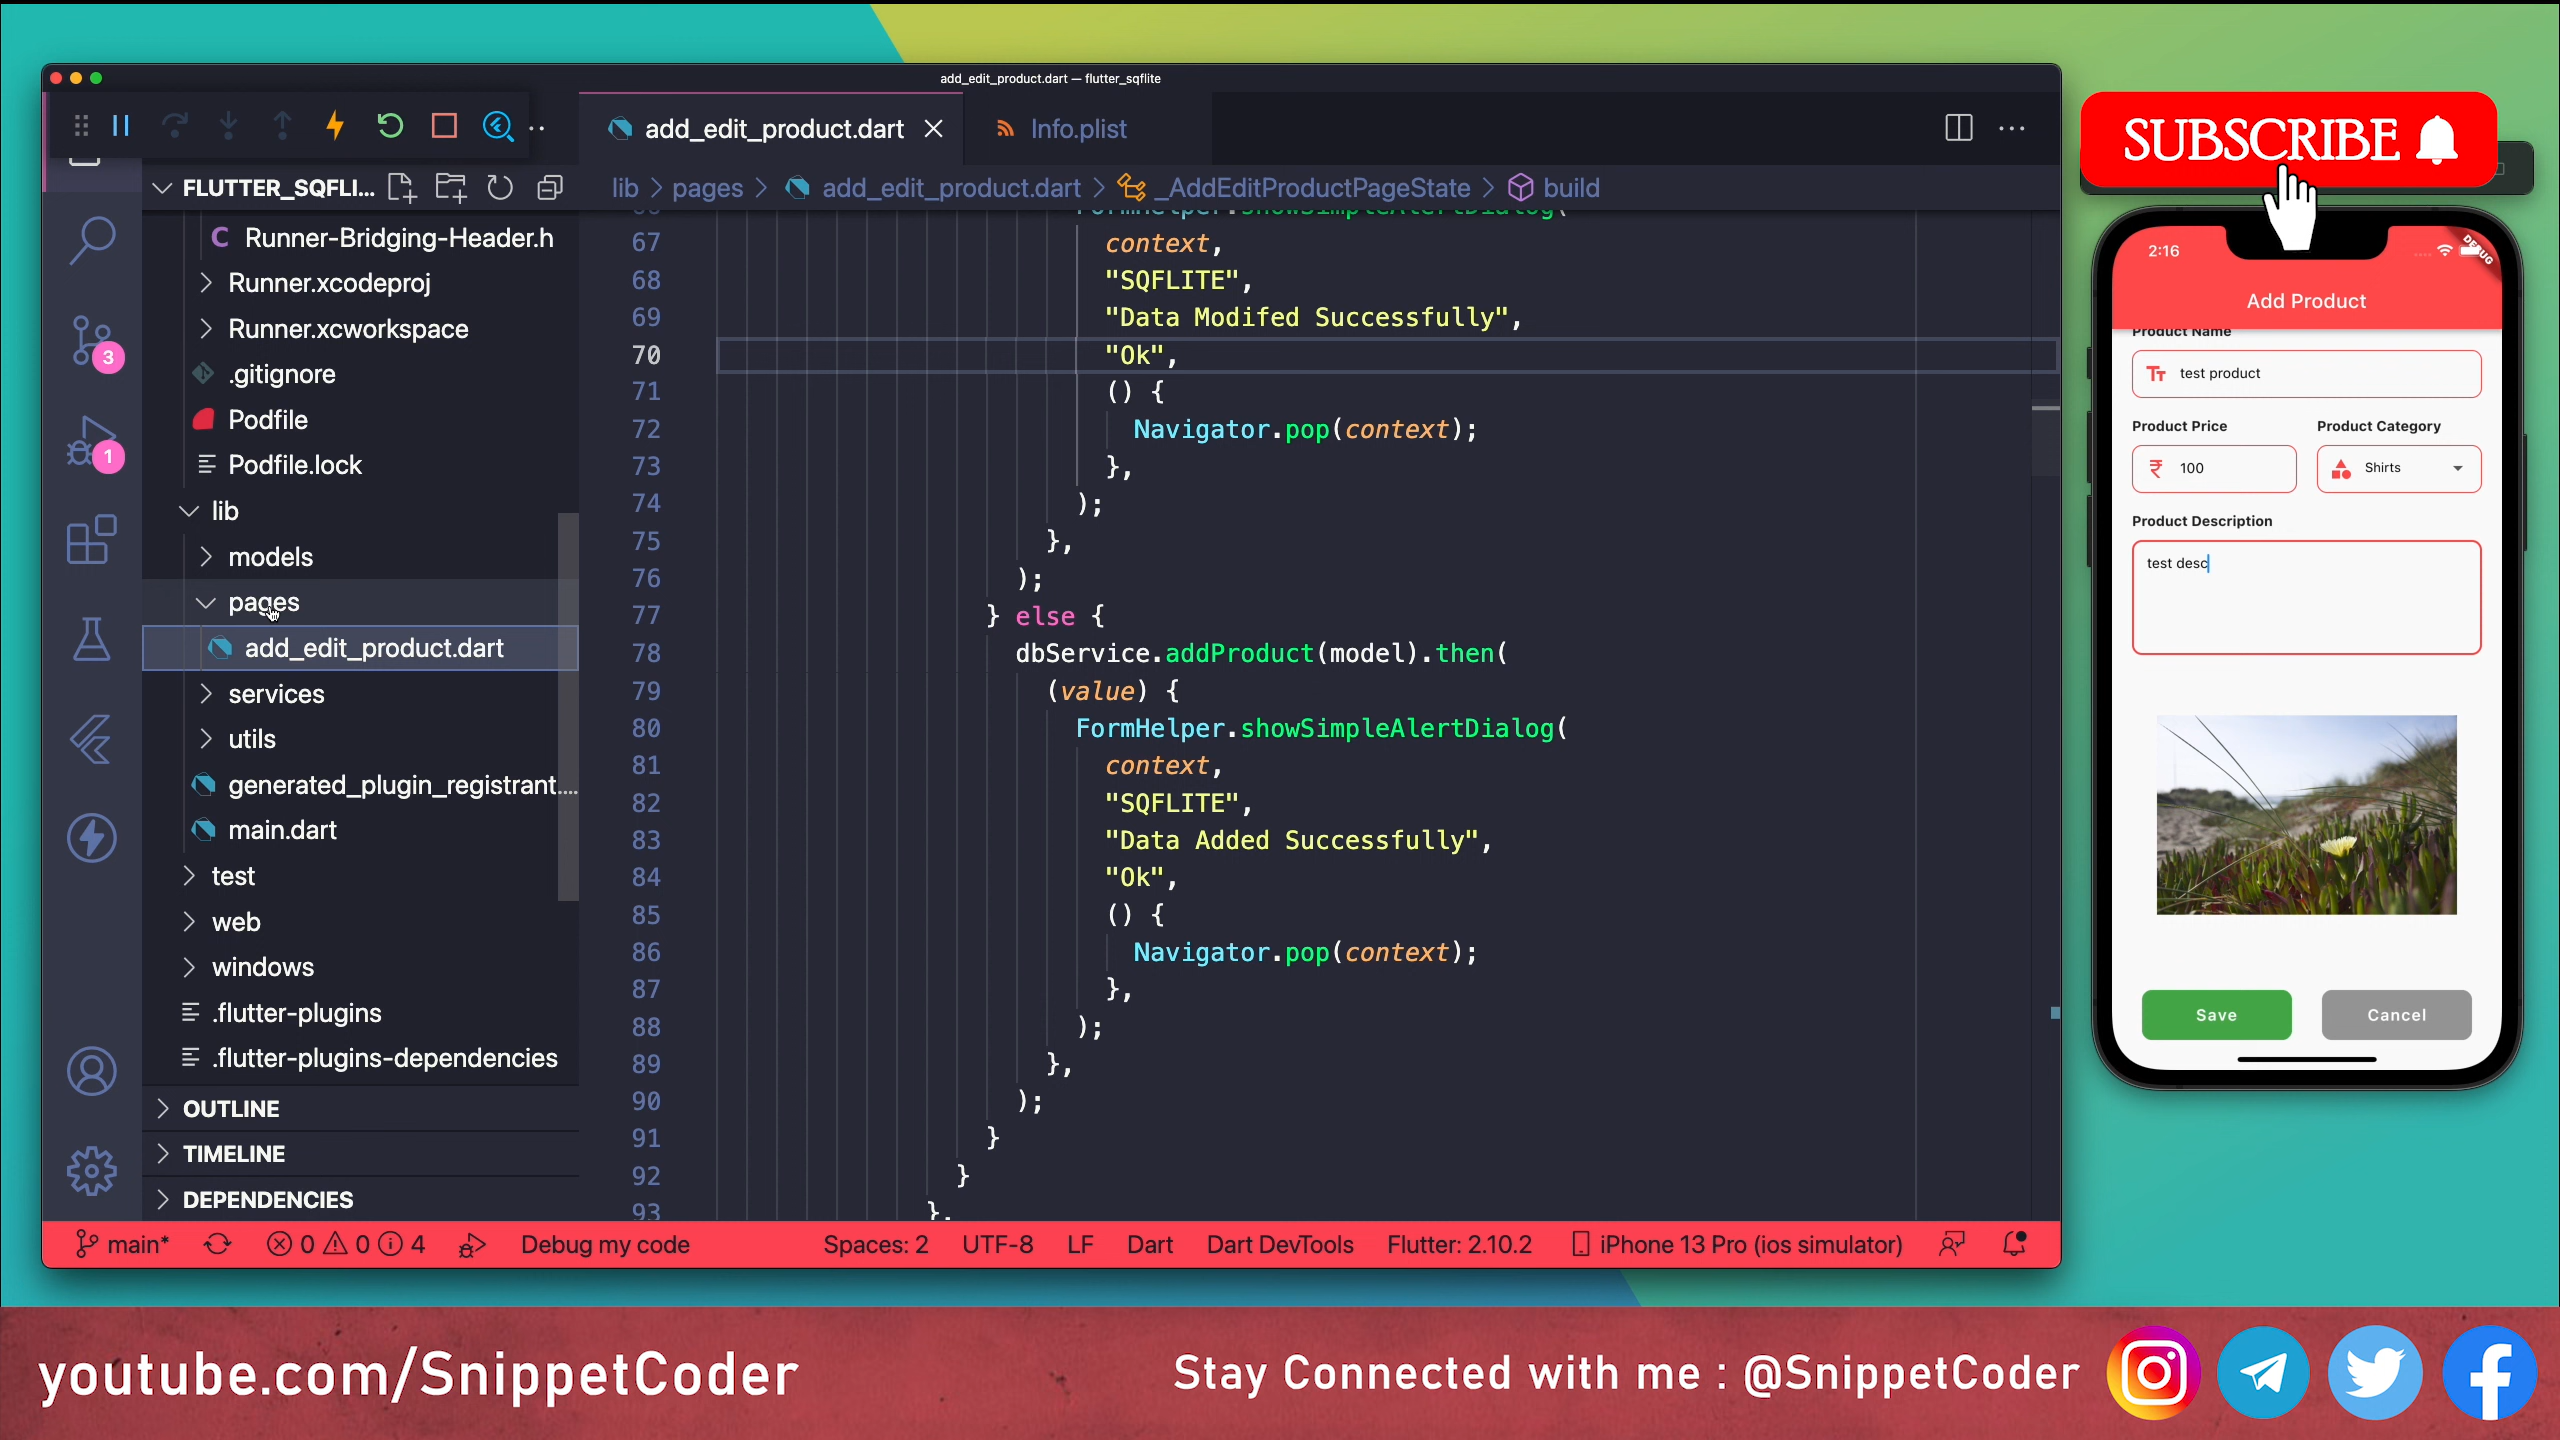 add_edit_product.dart — flutter_sqflite
add_edit_product.dart
Info.plist
SUBSCRIBE
FLUTTER_SQFLI...
lib > pages > add_edit_product.dart > _AddEditProductPageState > build
Runner-Bridging-Header.h
Runner.xcodeproj
Runner.xcworkspace
.gitignore
Podfile
Podfile.lock
lib
models
pages
add_edit_product.dart
services
utils
generated_plugin_registrant....
main.dart
test
web
windows
.flutter-plugins
.flutter-plugins-dependencies
OUTLINE
TIMELINE
DEPENDENCIES
3
1
FormHelper.showSimpleAlertDialog(
67 context,
68 "SQFLITE",
69 "Data Modifed Successfully",
70 "Ok",
71 () {
72 Navigator.pop(context);
73 },
74 );
75 },
76 );
77 } else {
78 dbService.addProduct(model).then(
79 (value) {
80 FormHelper.showSimpleAlertDialog(
81 context,
82 "SQFLITE",
83 "Data Added Successfully",
84 "Ok",
85 () {
86 Navigator.pop(context);
87 },
88 );
89 },
90 );
91 }
92 }
93 },
2:16
DEBUG
Add Product
Product Name
test product
Product Price
Product Category
₹ 100
Shirts
Product Description
test desc
Save
Cancel
main* 0 0 4 Debug my code Spaces: 2 UTF-8 LF Dart Dart DevTools Flutter: 2.10.2 iPhone 13 Pro (ios simulator)
youtube.com/SnippetCoder
Stay Connected with me : @SnippetCoder